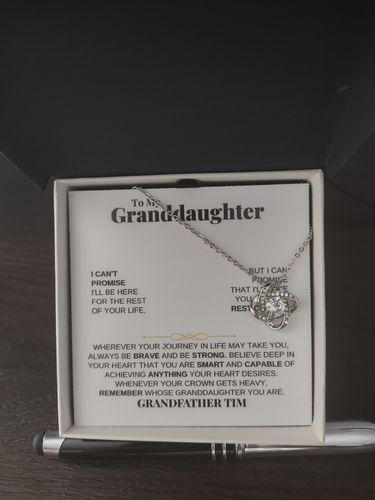 To My
Granddaughter
I CAN'T
PROMISE
I'LL BE HERE
FOR THE REST
OF YOUR LIFE,
BUT I CAN
PROMISE
THAT I'LL
YOU
REST
WHEREVER YOUR JOURNEY IN LIFE MAY TAKE YOU,
ALWAYS BE BRAVE AND BE STRONG. BELIEVE DEEP IN
YOUR HEART THAT YOU ARE SMART AND CAPABLE OF
ACHIEVING ANYTHING YOUR HEART DESIRES.
WHENEVER YOUR CROWN GETS HEAVY,
REMEMBER WHOSE GRANDDAUGHTER YOU ARE.
GRANDFATHER TIM